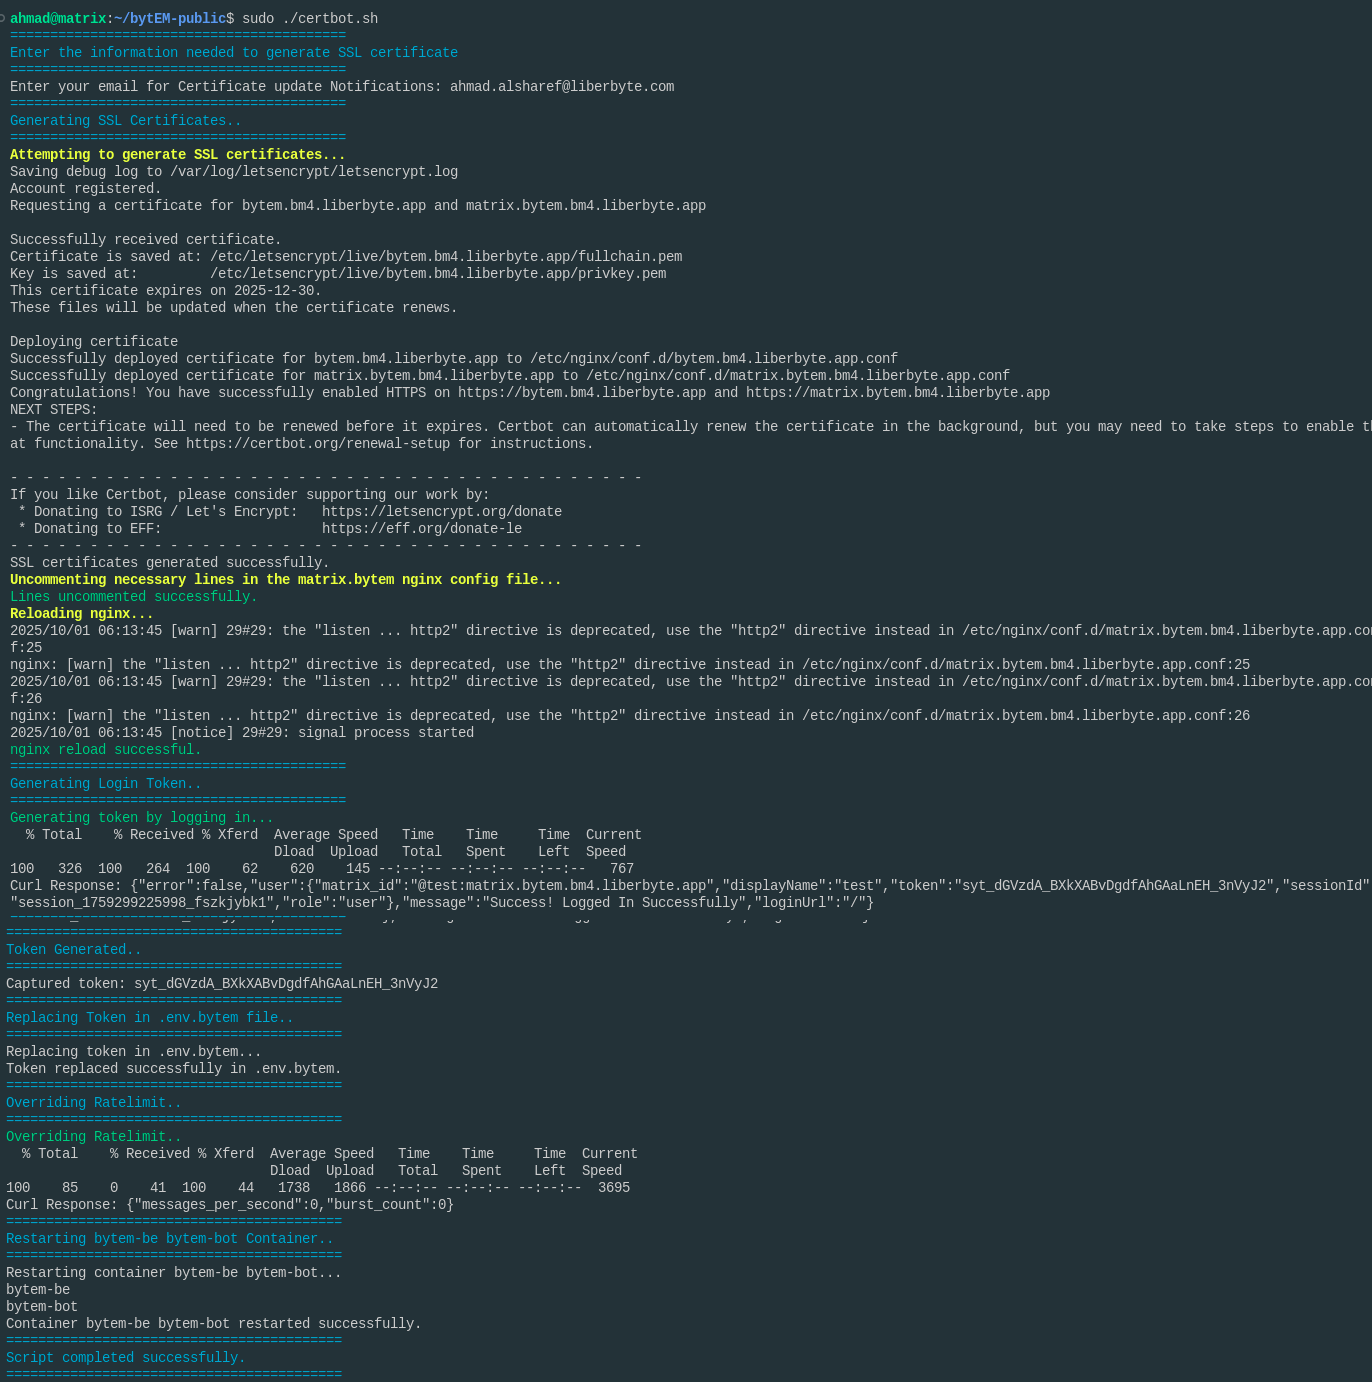 ahmad@matrix:~/bytEM-public$ sudo ./certbot.sh
==========================================
Enter the information needed to generate SSL certificate
==========================================
Enter your email for Certificate update Notifications: ahmad.alsharef@liberbyte.com
==========================================
Generating SSL Certificates..
==========================================
Attempting to generate SSL certificates...
Saving debug log to /var/log/letsencrypt/letsencrypt.log
Account registered.
Requesting a certificate for bytem.bm4.liberbyte.app and matrix.bytem.bm4.liberbyte.app

Successfully received certificate.
Certificate is saved at: /etc/letsencrypt/live/bytem.bm4.liberbyte.app/fullchain.pem
Key is saved at:         /etc/letsencrypt/live/bytem.bm4.liberbyte.app/privkey.pem
This certificate expires on 2025-12-30.
These files will be updated when the certificate renews.

Deploying certificate
Successfully deployed certificate for bytem.bm4.liberbyte.app to /etc/nginx/conf.d/bytem.bm4.liberbyte.app.conf
Successfully deployed certificate for matrix.bytem.bm4.liberbyte.app to /etc/nginx/conf.d/matrix.bytem.bm4.liberbyte.app.conf
Congratulations! You have successfully enabled HTTPS on https://bytem.bm4.liberbyte.app and https://matrix.bytem.bm4.liberbyte.app
NEXT STEPS:
- The certificate will need to be renewed before it expires. Certbot can automatically renew the certificate in the background, but you may need to take steps to enable th
at functionality. See https://certbot.org/renewal-setup for instructions.

- - - - - - - - - - - - - - - - - - - - - - - - - - - - - - - - - - - - - - - -
If you like Certbot, please consider supporting our work by:
 * Donating to ISRG / Let's Encrypt:   https://letsencrypt.org/donate
 * Donating to EFF:                    https://eff.org/donate-le
- - - - - - - - - - - - - - - - - - - - - - - - - - - - - - - - - - - - - - - -
SSL certificates generated successfully.
Uncommenting necessary lines in the matrix.bytem nginx config file...
Lines uncommented successfully.
Reloading nginx...
2025/10/01 06:13:45 [warn] 29#29: the "listen ... http2" directive is deprecated, use the "http2" directive instead in /etc/nginx/conf.d/matrix.bytem.bm4.liberbyte.app.con
f:25
nginx: [warn] the "listen ... http2" directive is deprecated, use the "http2" directive instead in /etc/nginx/conf.d/matrix.bytem.bm4.liberbyte.app.conf:25
2025/10/01 06:13:45 [warn] 29#29: the "listen ... http2" directive is deprecated, use the "http2" directive instead in /etc/nginx/conf.d/matrix.bytem.bm4.liberbyte.app.con
f:26
nginx: [warn] the "listen ... http2" directive is deprecated, use the "http2" directive instead in /etc/nginx/conf.d/matrix.bytem.bm4.liberbyte.app.conf:26
2025/10/01 06:13:45 [notice] 29#29: signal process started
nginx reload successful.
==========================================
Generating Login Token..
==========================================
Generating token by logging in...
  % Total    % Received % Xferd  Average Speed   Time    Time     Time  Current
                                 Dload  Upload   Total   Spent    Left  Speed
100   326  100   264  100    62    620    145 --:--:-- --:--:-- --:--:--   767
Curl Response: {"error":false,"user":{"matrix_id":"@test:matrix.bytem.bm4.liberbyte.app","displayName":"test","token":"syt_dGVzdA_BXkXABvDgdfAhGAaLnEH_3nVyJ2","sessionId"
"session_1759299225998_fszkjybk1","role":"user"},"message":"Success! Logged In Successfully","loginUrl":"/"}
==========================================
==========================================
Token Generated..
==========================================
Captured token: syt_dGVzdA_BXkXABvDgdfAhGAaLnEH_3nVyJ2
==========================================
Replacing Token in .env.bytem file..
==========================================
Replacing token in .env.bytem...
Token replaced successfully in .env.bytem.
==========================================
Overriding Ratelimit..
==========================================
Overriding Ratelimit..
  % Total    % Received % Xferd  Average Speed   Time    Time     Time  Current
                                 Dload  Upload   Total   Spent    Left  Speed
100    85    0    41  100    44   1738   1866 --:--:-- --:--:-- --:--:--  3695
Curl Response: {"messages_per_second":0,"burst_count":0}
==========================================
Restarting bytem-be bytem-bot Container..
==========================================
Restarting container bytem-be bytem-bot...
bytem-be
bytem-bot
Container bytem-be bytem-bot restarted successfully.
==========================================
Script completed successfully.
==========================================